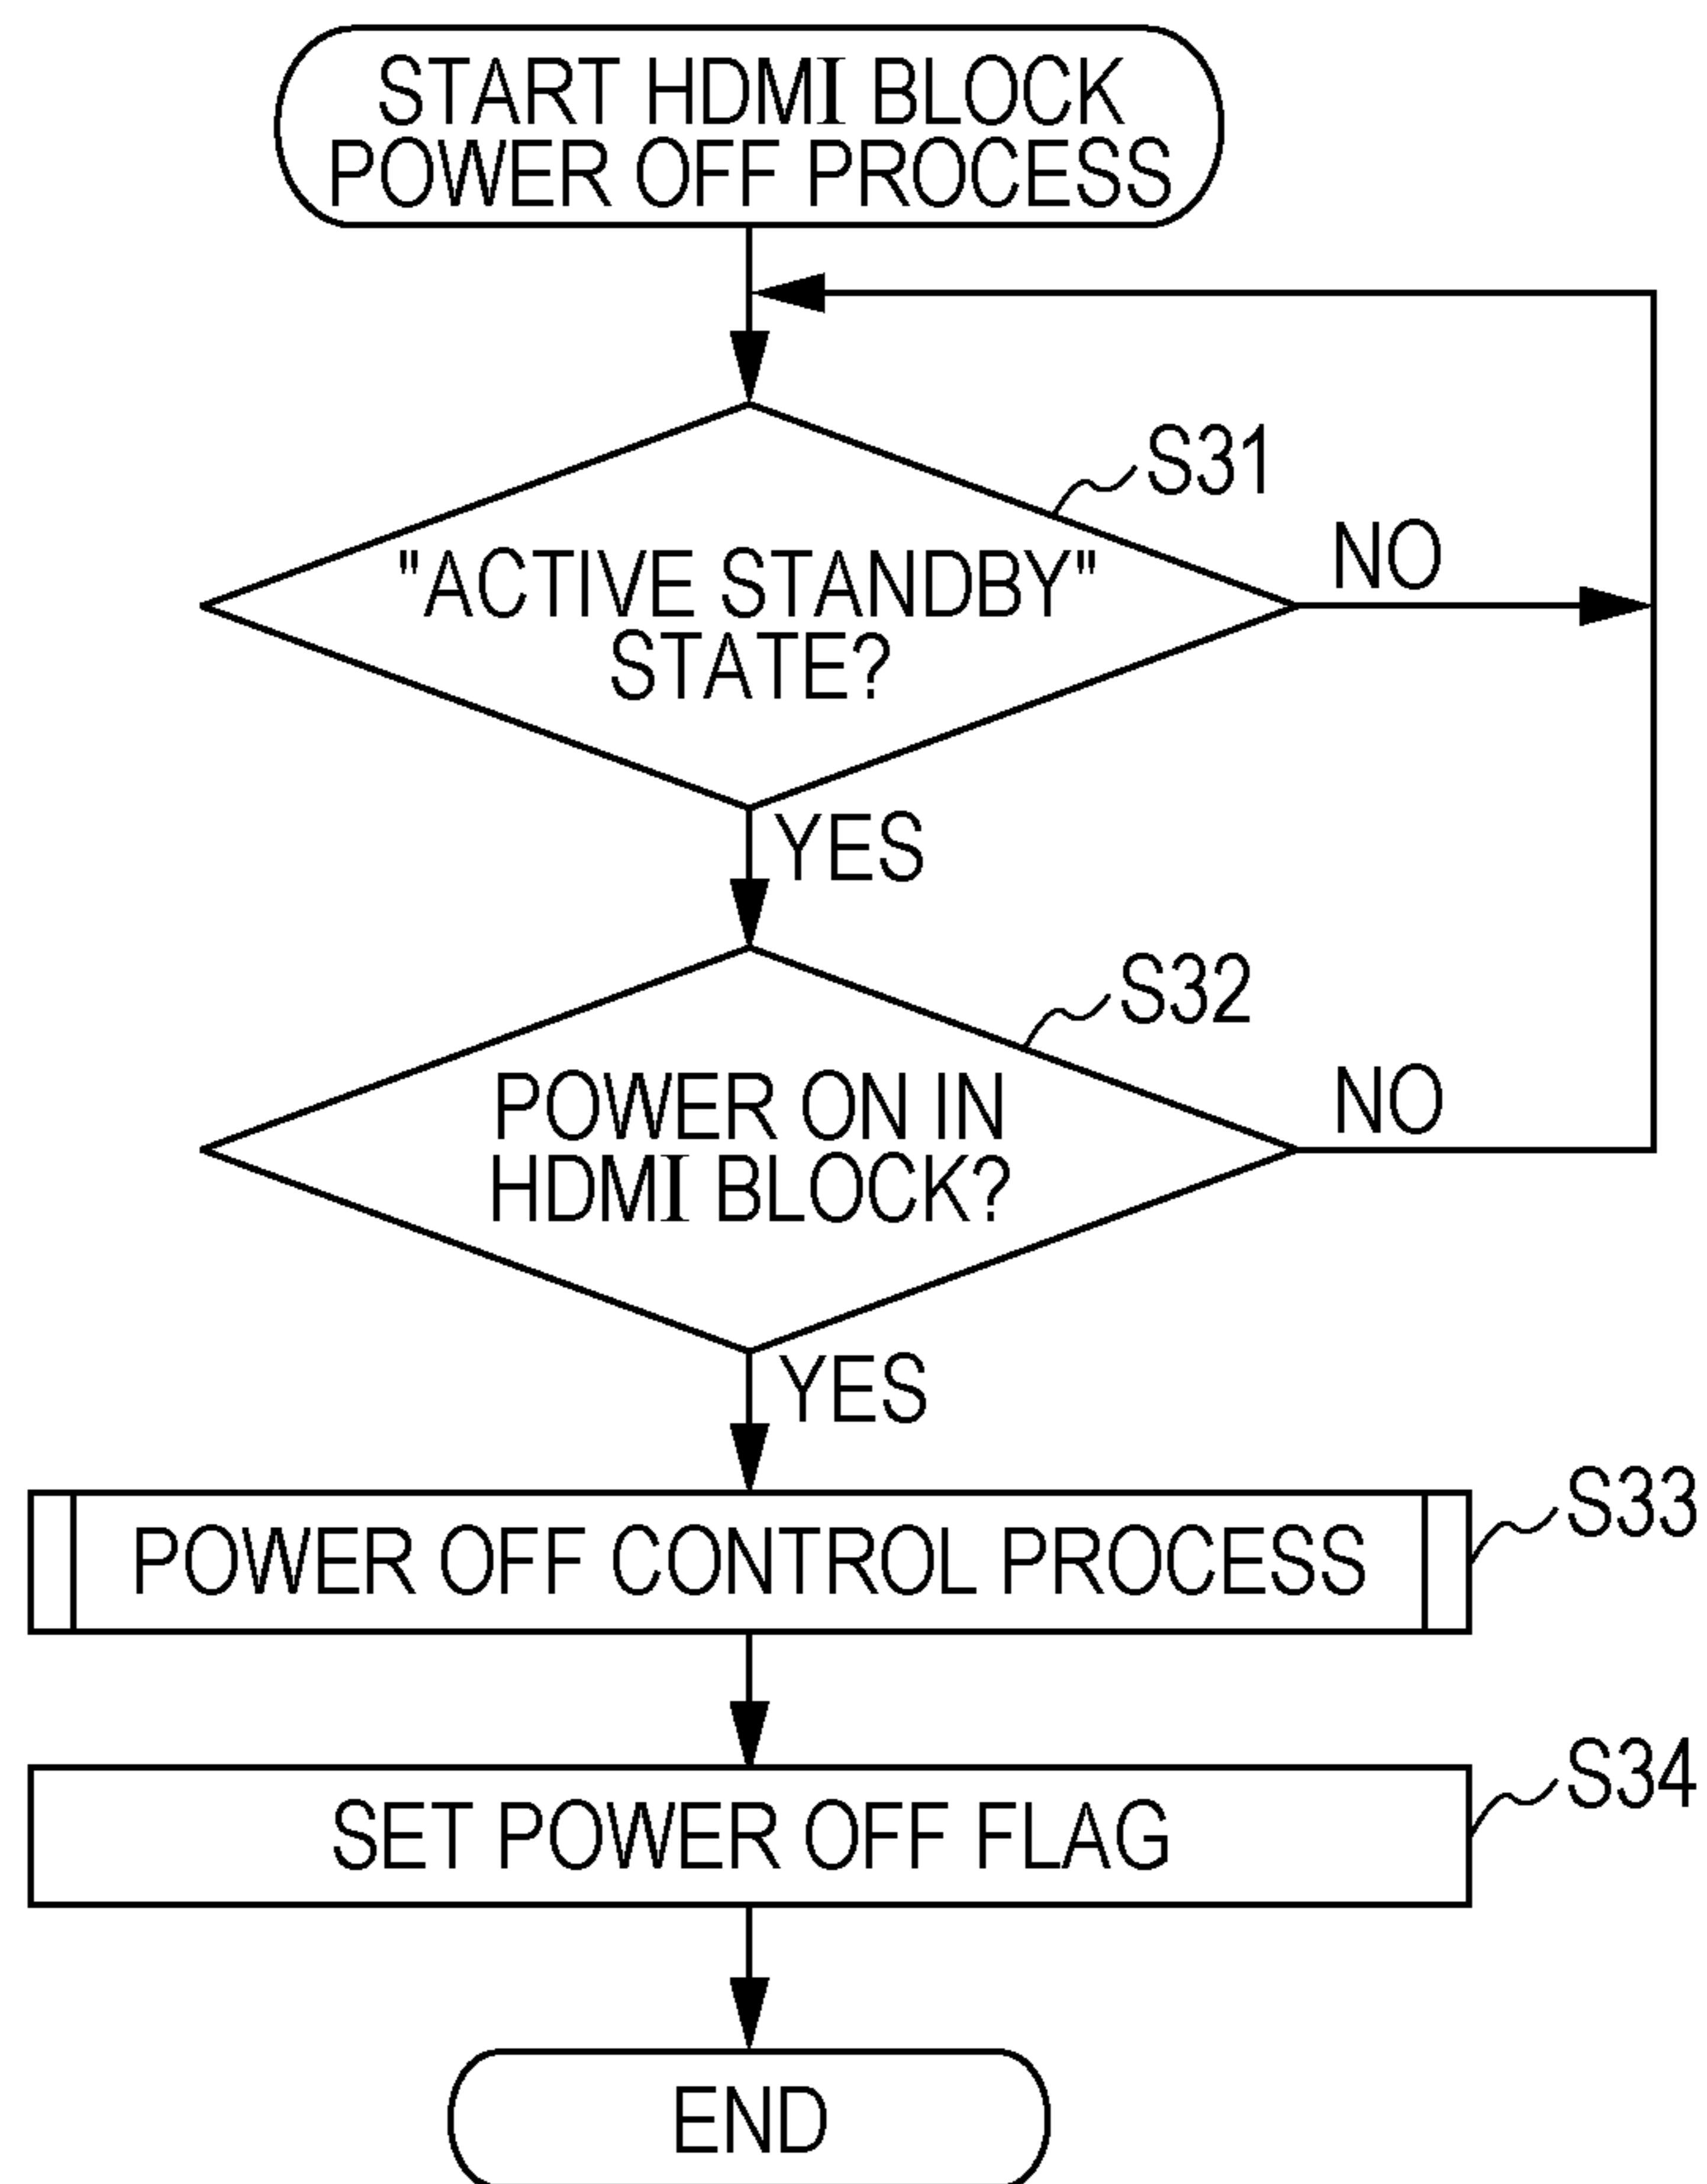 START HDMI BLOCK
POWER OFF PROCESS
S31
"ACTIVE STANDBY"
STATE?
NO
YES
S32
POWER ON IN
HDMI BLOCK?
NO
YES
S33
POWER OFF CONTROL PROCESS
S34
SET POWER OFF FLAG
END